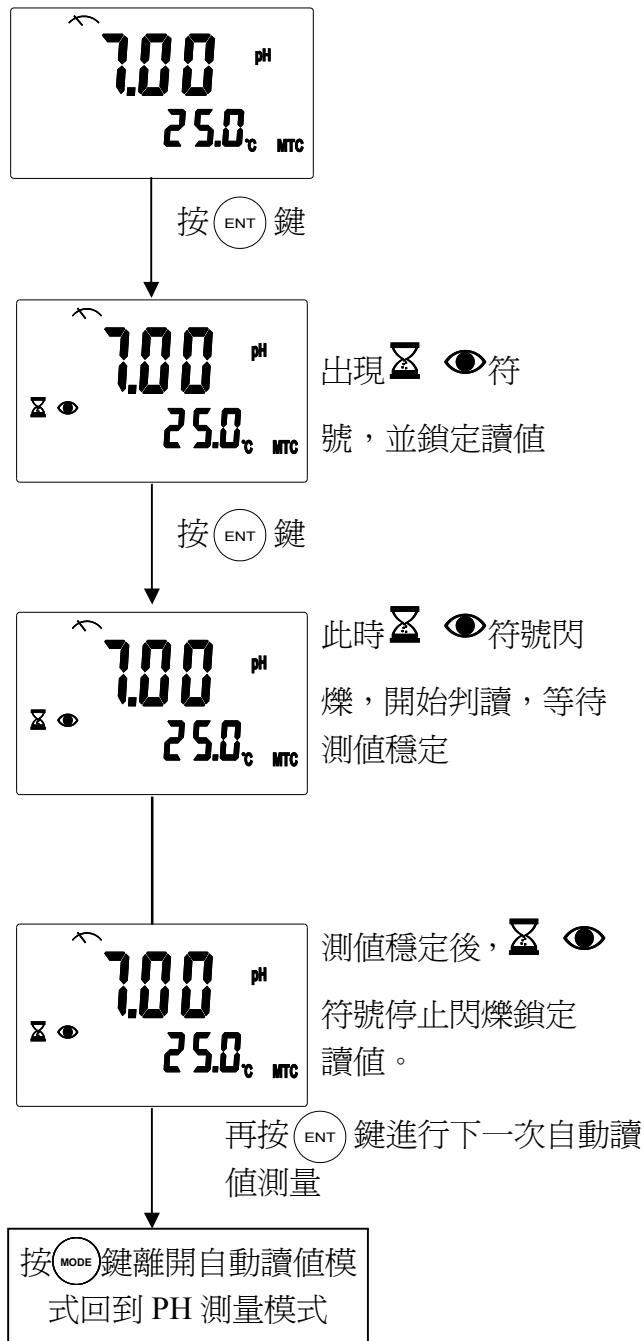 7.00 pH
25.0 ℃ MTC
按 ENT 鍵
7.00 pH
25.0 ℃ MTC
出現⌛ 👁符
號，並鎖定讀值
按 ENT 鍵
7.00 pH
25.0 ℃ MTC
此時⌛ 👁符號閃
爍，開始判讀，等待
測值穩定
7.00 pH
25.0 ℃ MTC
測值穩定後，⌛ 👁
符號停止閃爍鎖定
讀值。
再按 ENT 鍵進行下一次自動讀
值測量
按 MODE 鍵離開自動讀值模
式回到 PH 測量模式